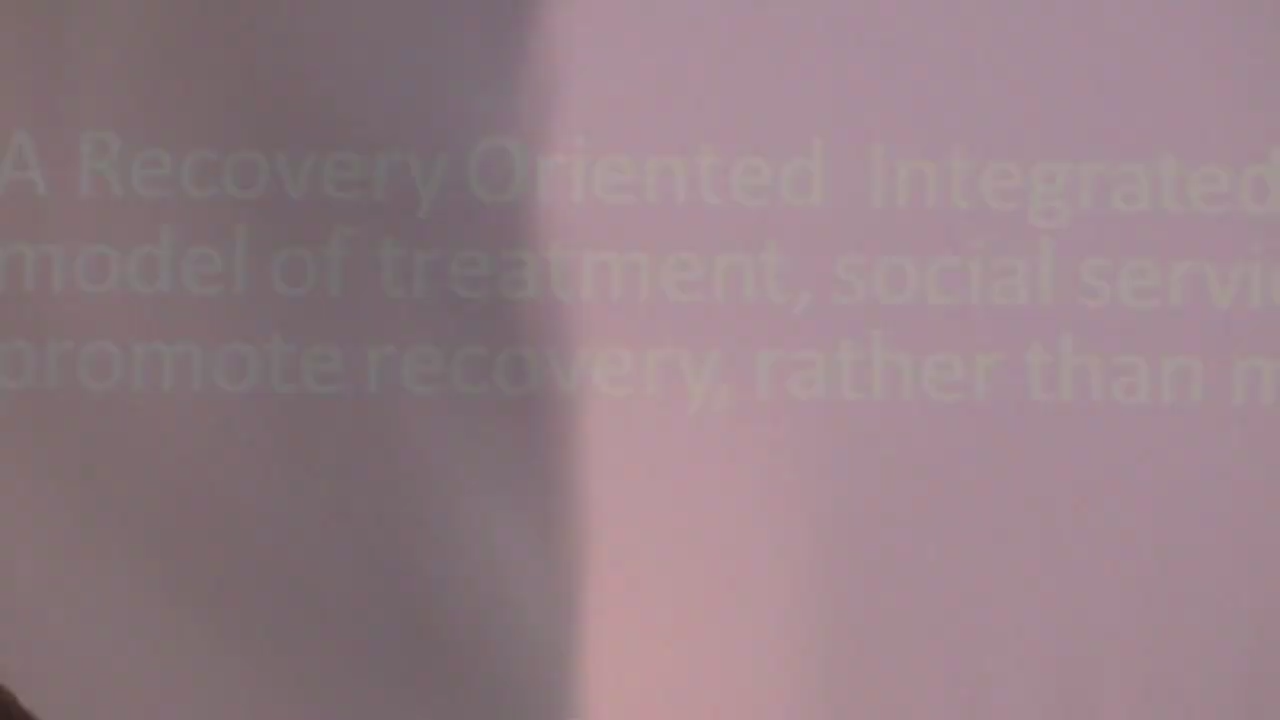 A Recovery Oriented Integrated
model of treatment, social servi
promote recovery, rather than m